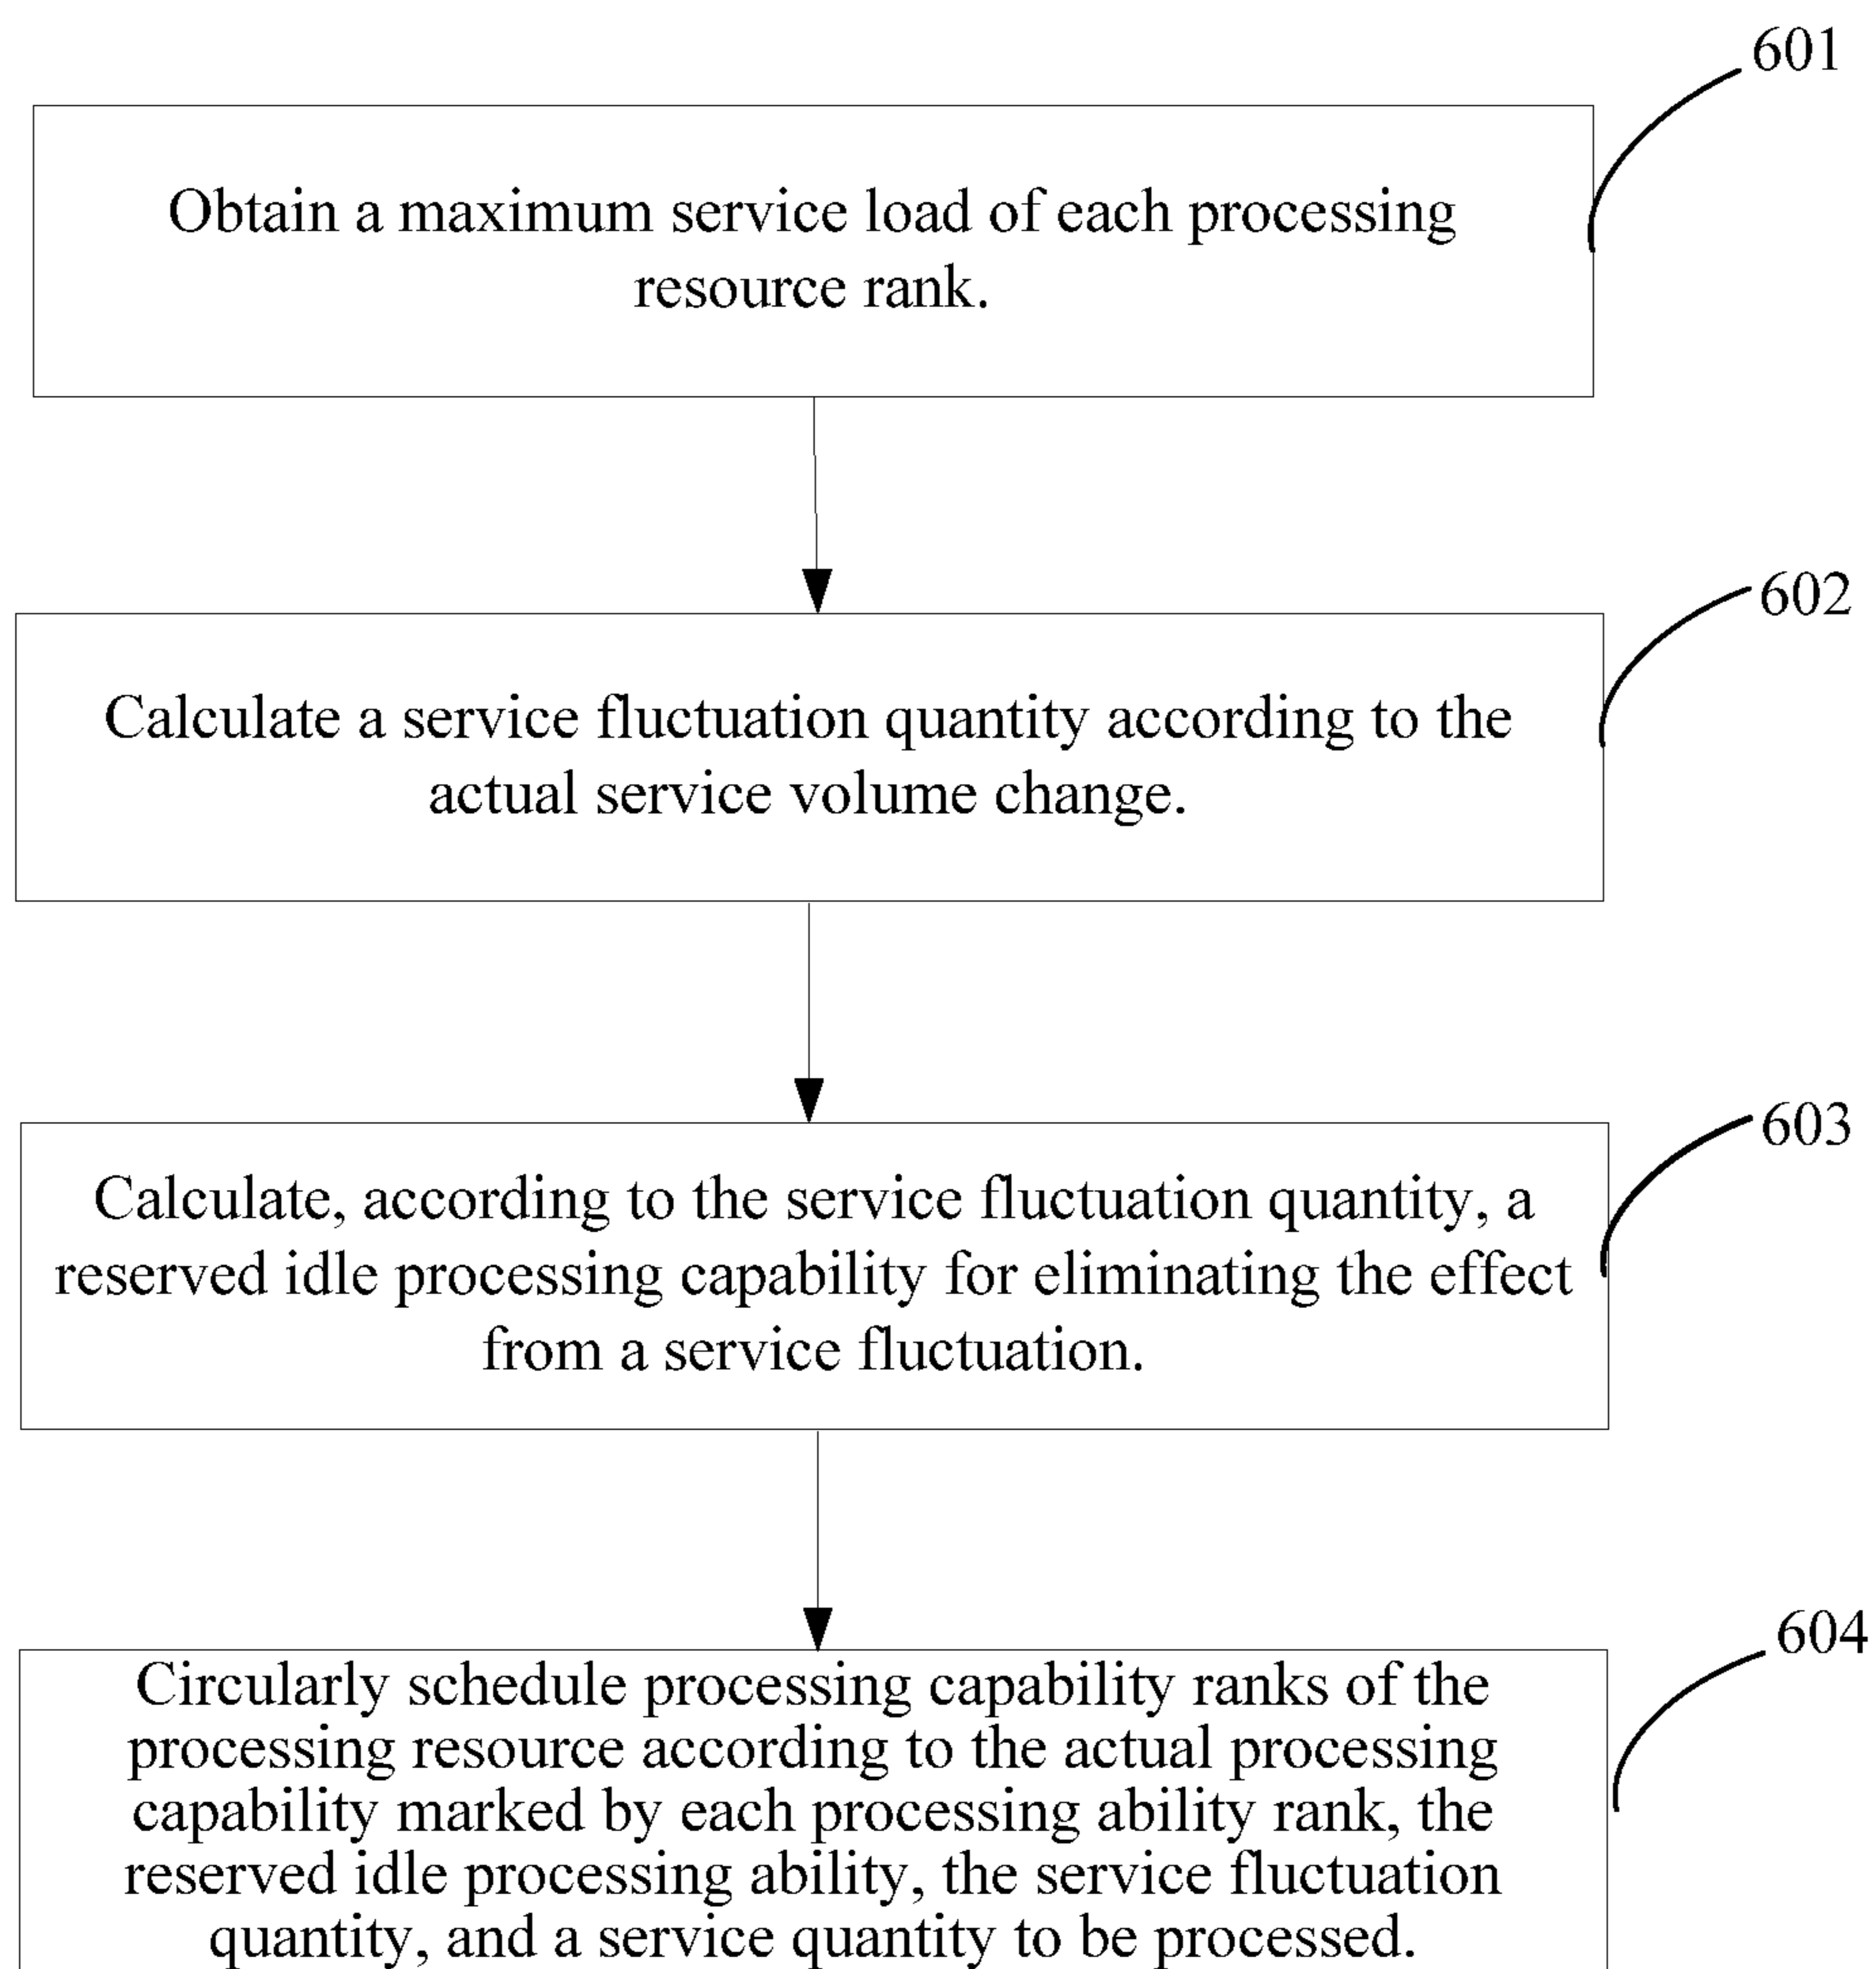 601
Obtain a maximum service load of each processing
resource rank.
602
Calculate a service fluctuation quantity according to the
actual service volume change.
603
Calculate, according to the service fluctuation quantity, a
reserved idle processing capability for eliminating the effect
from a service fluctuation.
604
Circularly schedule processing capability ranks of the
processing resource according to the actual processing
capability marked by each processing ability rank, the
reserved idle processing ability, the service fluctuation
quantity, and a service quantity to be processed.